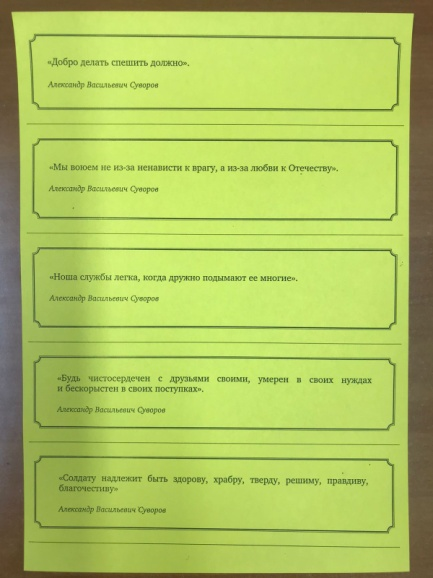 «Добро делать спешить должно».
Александр Васильевич Суворов
«Мы воюем не из-за ненависти к врагу, а из-за любви к Отечеству».
Александр Васильевич Суворов
«Ноша службы легка, когда дружно подымают ее многие».
Александр Васильевич Суворов
«Будь чистосердечен с друзьями своими, умерен в своих нуждах
и бескорыстен в своих поступках».
Александр Васильевич Суворов
«Солдату надлежит быть здорову, храбру, тверду, решиму, правдиву,
благочестиву»
Александр Васильевич Суворов